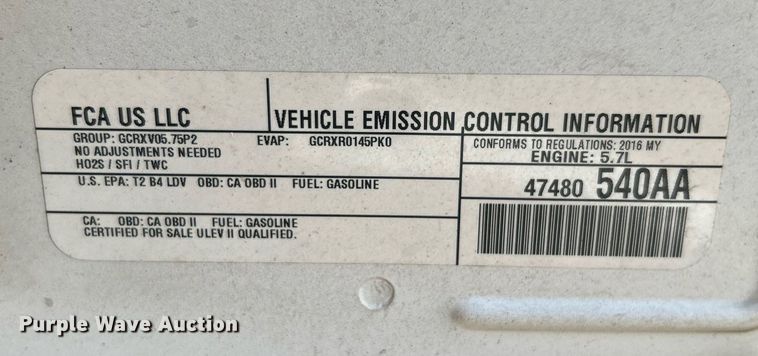 FCA US LLC
VEHICLE EMISSION CONTROL INFORMATION
GROUP: GCRXV05.75P2 EVAP: GCRXR0145PK0
NO ADJUSTMENTS NEEDED
HO2S / SFI / TWC
CONFORMS TO REGULATIONS: 2016 MY
ENGINE: 5.7L
U.S. EPA: T2 B4 LDV OBD: CA OBD II FUEL: GASOLINE
47480 540AA
CA: OBD: CA OBD II FUEL: GASOLINE
CERTIFIED FOR SALE ULEV II QUALIFIED.
Purple Wave Auction